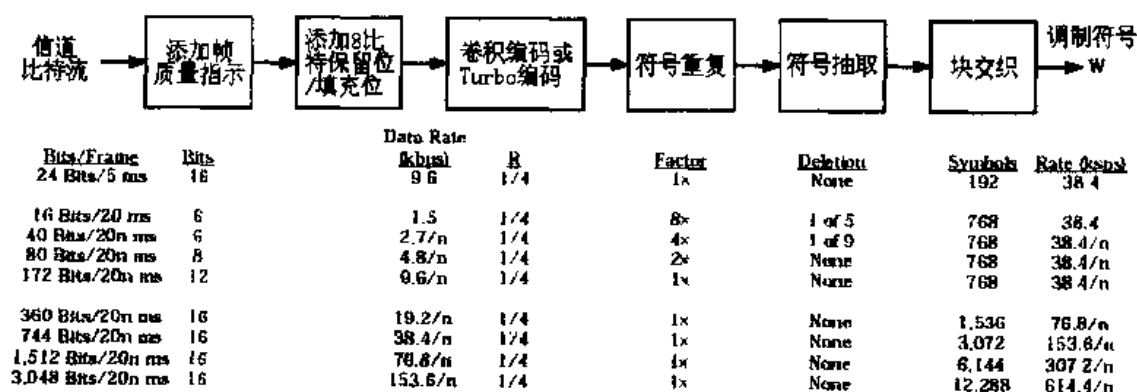 信道
比特流
添加帧
质量指示
添加8比
特保留位
/填充位
卷积编码或
Turbo编码
符号重复
符号抽取
块交织
调制符号
W
Data Rate
Bits/Frame Bits (kbps) R Factor Deletion Symbols Rate (ksps)
24 Bits/5 ms 16 9.6 1/4 1× None 192 38.4
16 Bits/20 ms 6 1.5 1/4 8× 1 of 5 768 38.4
40 Bits/20n ms 6 2.7/n 1/4 4× 1 of 9 768 38.4/n
80 Bits/20n ms 8 4.8/n 1/4 2× None 768 38.4/n
172 Bits/20n ms 12 9.6/n 1/4 1× None 768 38.4/n
360 Bits/20n ms 16 19.2/n 1/4 1× None 1,536 76.8/n
744 Bits/20n ms 16 38.4/n 1/4 1× None 3,072 153.6/n
1,512 Bits/20n ms 16 76.8/n 1/4 1× None 6,144 307.2/n
3,048 Bits/20n ms 16 153.6/n 1/4 1× None 12,288 614.4/n